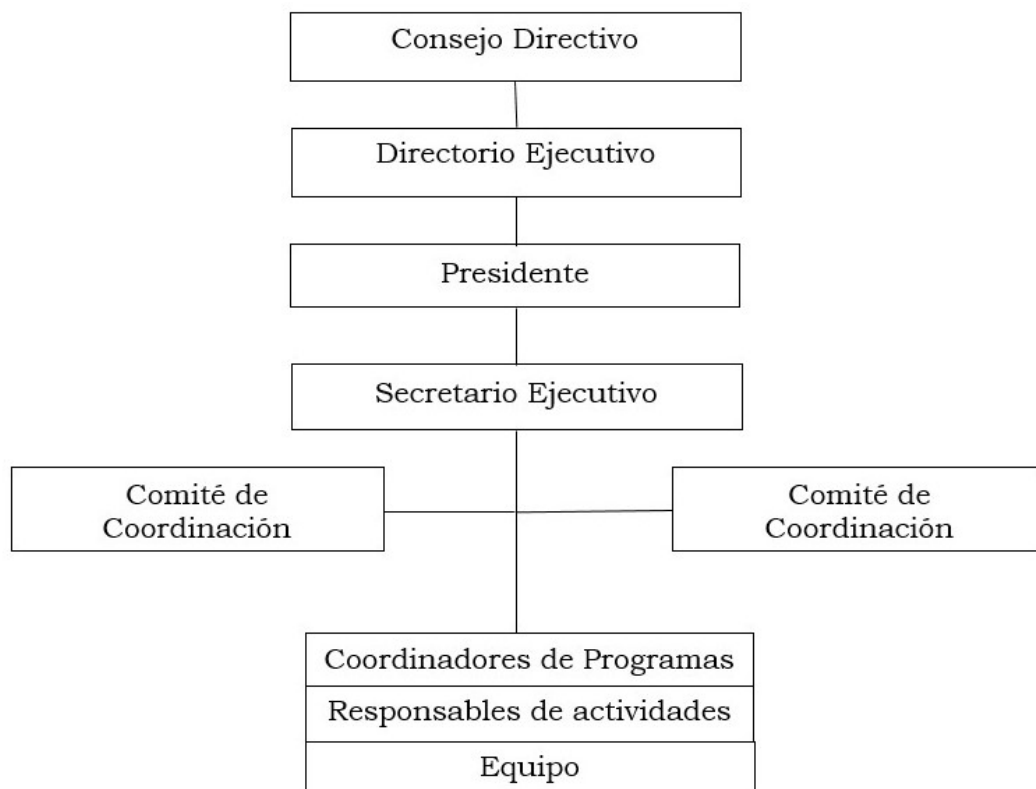 Consejo Directivo
Directorio Ejecutivo
Presidente
Secretario Ejecutivo
Comité de
Coordinación
Comité de
Coordinación
Coordinadores de Programas
Responsables de actividades
Equipo